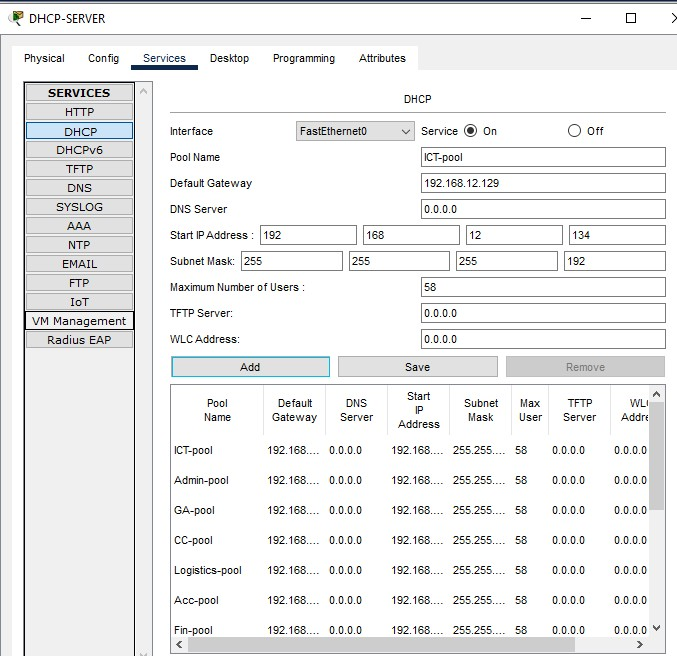 DHCP-SERVER
Physical Config Services Desktop Programming Attributes
SERVICES
HTTP
DHCP
DHCPv6
TFTP
DNS
SYSLOG
AAA
NTP
EMAIL
FTP
IoT
VM Management
Radius EAP
DHCP
Interface FastEthernet0 Service On Off
Pool Name ICT-pool
Default Gateway 192.168.12.129
DNS Server 0.0.0.0
Start IP Address : 192 168 12 134
Subnet Mask: 255 255 255 192
Maximum Number of Users : 58
TFTP Server: 0.0.0.0
WLC Address: 0.0.0.0
Add Save Remove
Pool Name Default Gateway DNS Server Start IP Address Subnet Mask Max User TFTP Server WLC Addre
ICT-pool 192.168.... 0.0.0.0 192.168.... 255.255.... 58 0.0.0.0 0.0.0.0
Admin-pool 192.168.... 0.0.0.0 192.168.... 255.255.... 58 0.0.0.0 0.0.0.0
GA-pool 192.168.... 0.0.0.0 192.168.... 255.255.... 58 0.0.0.0 0.0.0.0
CC-pool 192.168.... 0.0.0.0 192.168.... 255.255.... 58 0.0.0.0 0.0.0.0
Logistics-pool 192.168.... 0.0.0.0 192.168.... 255.255.... 58 0.0.0.0 0.0.0.0
Acc-pool 192.168.... 0.0.0.0 192.168.... 255.255.... 58 0.0.0.0 0.0.0.0
Fin-pool 192.168.... 0.0.0.0 192.168.... 255.255.... 58 0.0.0.0 0.0.0.0